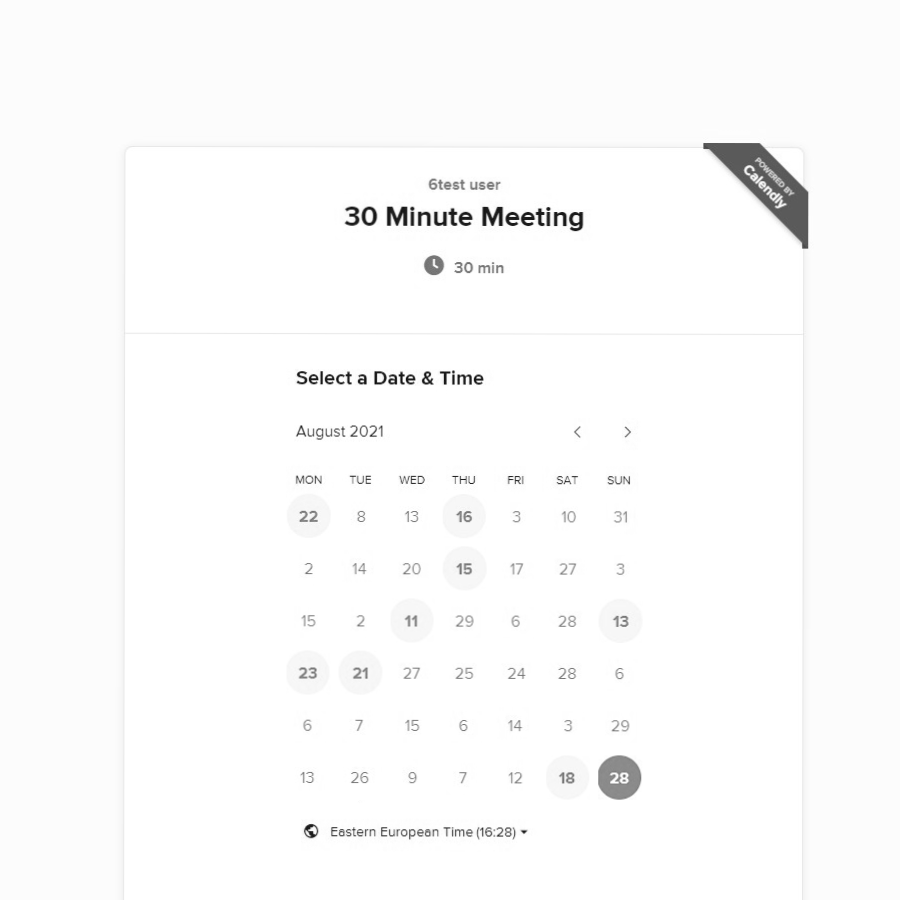 POWERED BY
Calendly
6test user
30 Minute Meeting
30 min
Select a Date & Time
August 2021
MON TUE WED THU FRI SAT SUN
22 8 13 16 3 10 31
2 14 20 15 17 27 3
15 2 11 29 6 28 13
23 21 27 25 24 28 6
6 7 15 6 14 3 29
13 26 9 7 12 18 28
Eastern European Time (16:28)